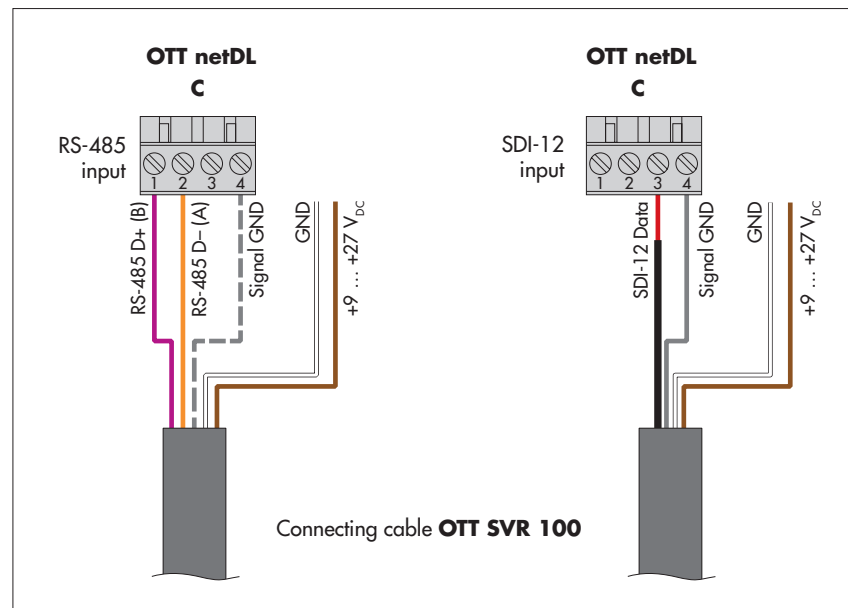 OTT netDL
C
RS-485
input
1 2 3 4
RS-485 D+ (B)
RS-485 D– (A)
Signal GND
GND
+9 … +27 VDC
OTT netDL
C
SDI-12
input
1 2 3 4
SDI-12 Data
Signal GND
GND
+9 … +27 VDC
Connecting cable OTT SVR 100